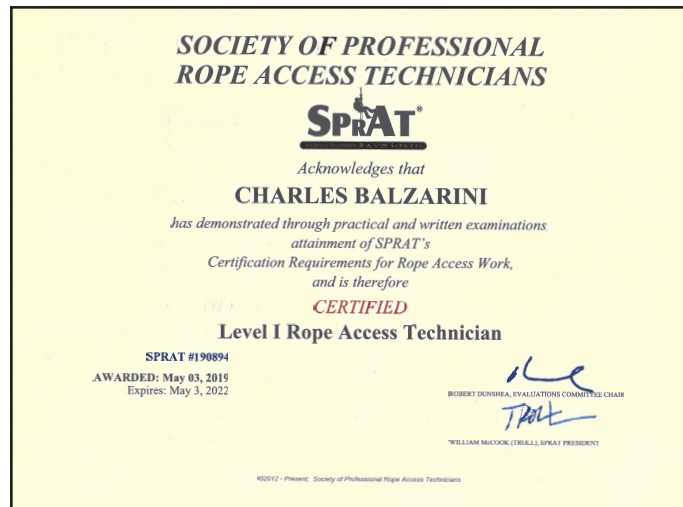 SOCIETY OF PROFESSIONAL
ROPE ACCESS TECHNICIANS
SPRAT®
Acknowledges that
CHARLES BALZARINI
has demonstrated through practical and written examinations
attainment of SPRAT's
Certification Requirements for Rope Access Work,
and is therefore
CERTIFIED
Level I Rope Access Technician
SPRAT #190894
AWARDED: May 03, 2019
Expires: May 3, 2022
ROBERT DUNSHEA, EVALUATIONS COMMITTEE CHAIR
WILLIAM McCOOK (TROLL), SPRAT PRESIDENT
©2012 - Present; Society of Professional Rope Access Technicians